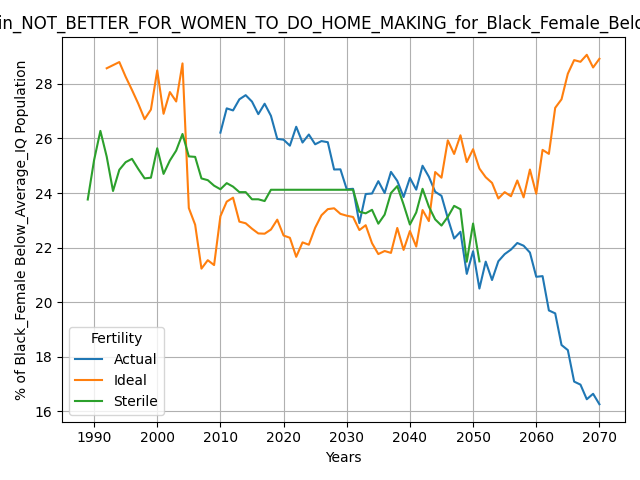 in_NOT_BETTER_FOR_WOMEN_TO_DO_HOME_MAKING_for_Black_Female_Belo
% of Black_Female Below_Average_IQ Population
28
26
24
22
20
18
16
Fertility
Actual
Ideal
Sterile
1990 2000 2010 2020 2030 2040 2050 2060 2070
Years